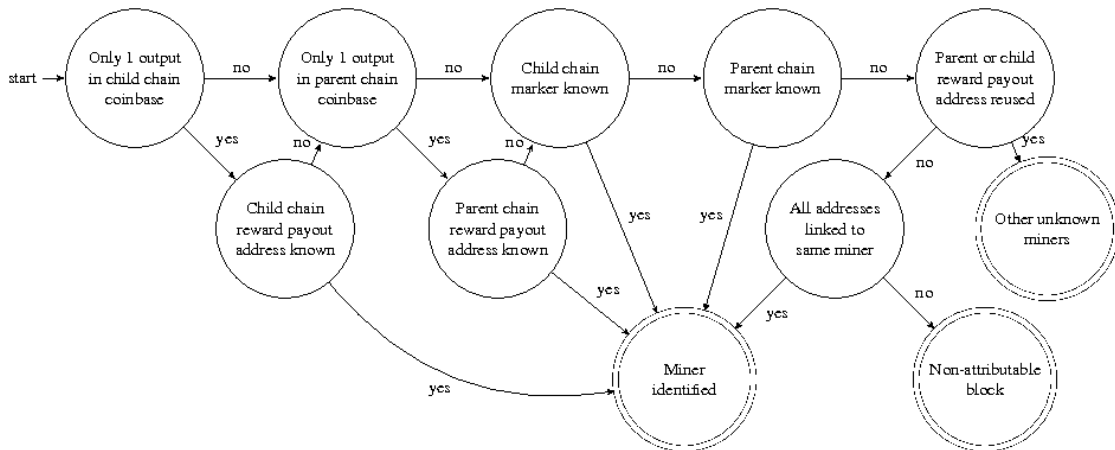 start
Only 1 output
in child chain
coinbase
no
Only 1 output
in parent chain
coinbase
no
Child chain
marker known
no
Parent chain
marker known
no
Parent or child
reward payout
address reused
yes
no
yes
no
no
yes
Child chain
reward payout
address known
Parent chain
reward payout
address known
yes
yes
All addresses
linked to
same miner
Other unknown
miners
yes
yes
no
yes
Miner
identified
Non-attributable
block